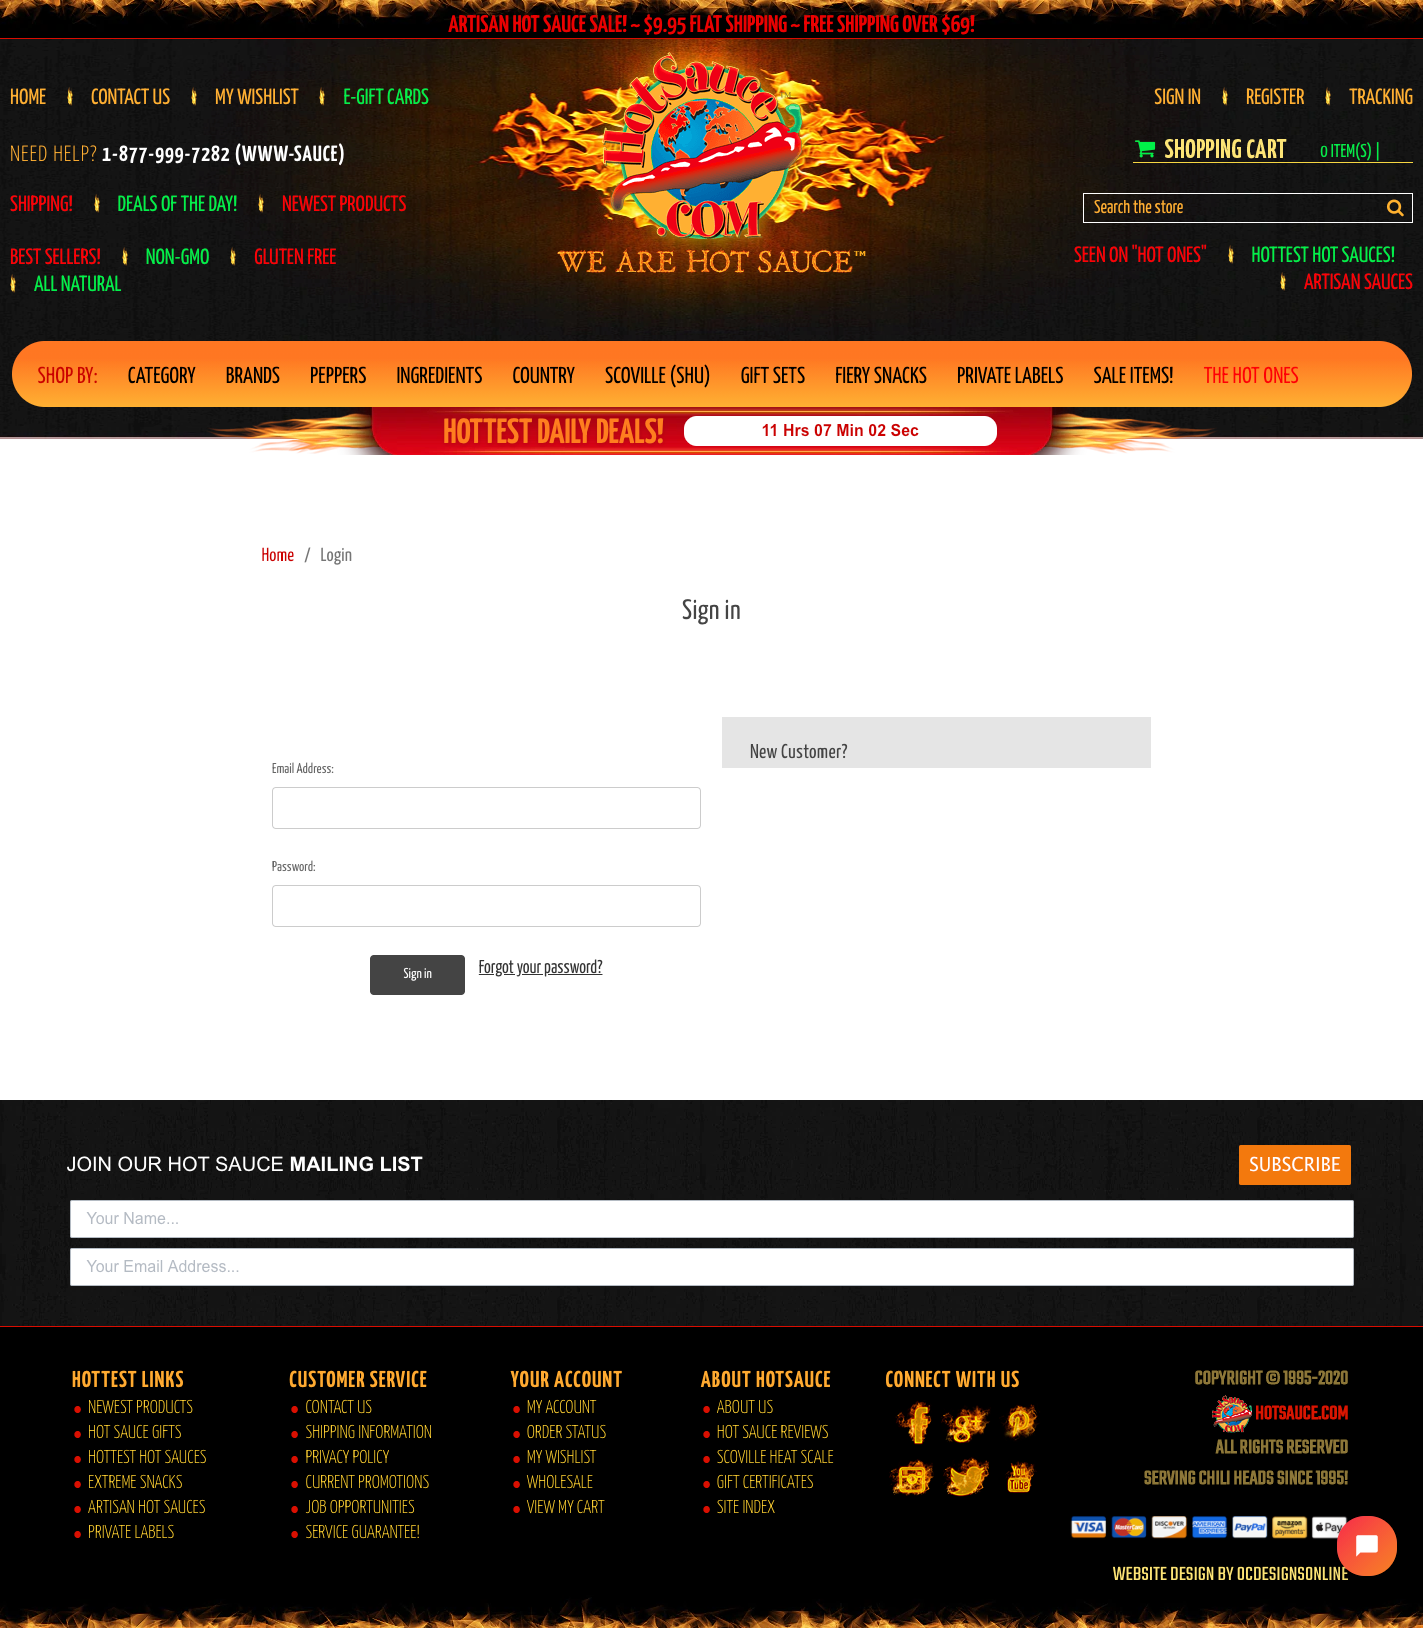 ARTISAN HOT SAUCE SALE! ~ $9.95 FLAT SHIPPING ~ FREE SHIPPING OVER $69!
HOME CONTACT US MY WISHLIST E-GIFT CARDS
SIGN IN REGISTER TRACKING
NEED HELP? 1-877-999-7282 (WWW-SAUCE)
SHOPPING CART 0 ITEM(S) |
SHIPPING! DEALS OF THE DAY! NEWEST PRODUCTS
Search the store
BEST SELLERS! NON-GMO GLUTEN FREE
ALL NATURAL
HotSauce
.COM
WE ARE HOT SAUCE™
SEEN ON "HOT ONES" HOTTEST HOT SAUCES!
ARTISAN SAUCES
SHOP BY: CATEGORY BRANDS PEPPERS INGREDIENTS COUNTRY SCOVILLE (SHU) GIFT SETS FIERY SNACKS PRIVATE LABELS SALE ITEMS! THE HOT ONES
HOTTEST DAILY DEALS! 11 Hrs 07 Min 02 Sec
Home / Login
Sign in
New Customer?
Email Address:
Password:
Sign in Forgot your password?
JOIN OUR HOT SAUCE MAILING LIST
SUBSCRIBE
Your Name...
Your Email Address...
HOTTEST LINKS
NEWEST PRODUCTS
HOT SAUCE GIFTS
HOTTEST HOT SAUCES
EXTREME SNACKS
ARTISAN HOT SAUCES
PRIVATE LABELS
CUSTOMER SERVICE
CONTACT US
SHIPPING INFORMATION
PRIVACY POLICY
CURRENT PROMOTIONS
JOB OPPORTUNITIES
SERVICE GUARANTEE!
YOUR ACCOUNT
MY ACCOUNT
ORDER STATUS
MY WISHLIST
WHOLESALE
VIEW MY CART
ABOUT HOTSAUCE
ABOUT US
HOT SAUCE REVIEWS
SCOVILLE HEAT SCALE
GIFT CERTIFICATES
SITE INDEX
CONNECT WITH US
f g+ P
You Tube
COPYRIGHT © 1995-2020
HOTSAUCE.COM
ALL RIGHTS RESERVED
SERVING CHILI HEADS SINCE 1995!
VISA MasterCard DISCOVER AMERICAN EXPRESS PayPal amazon payments Pay
WEBSITE DESIGN BY OCDESIGNSONLINE